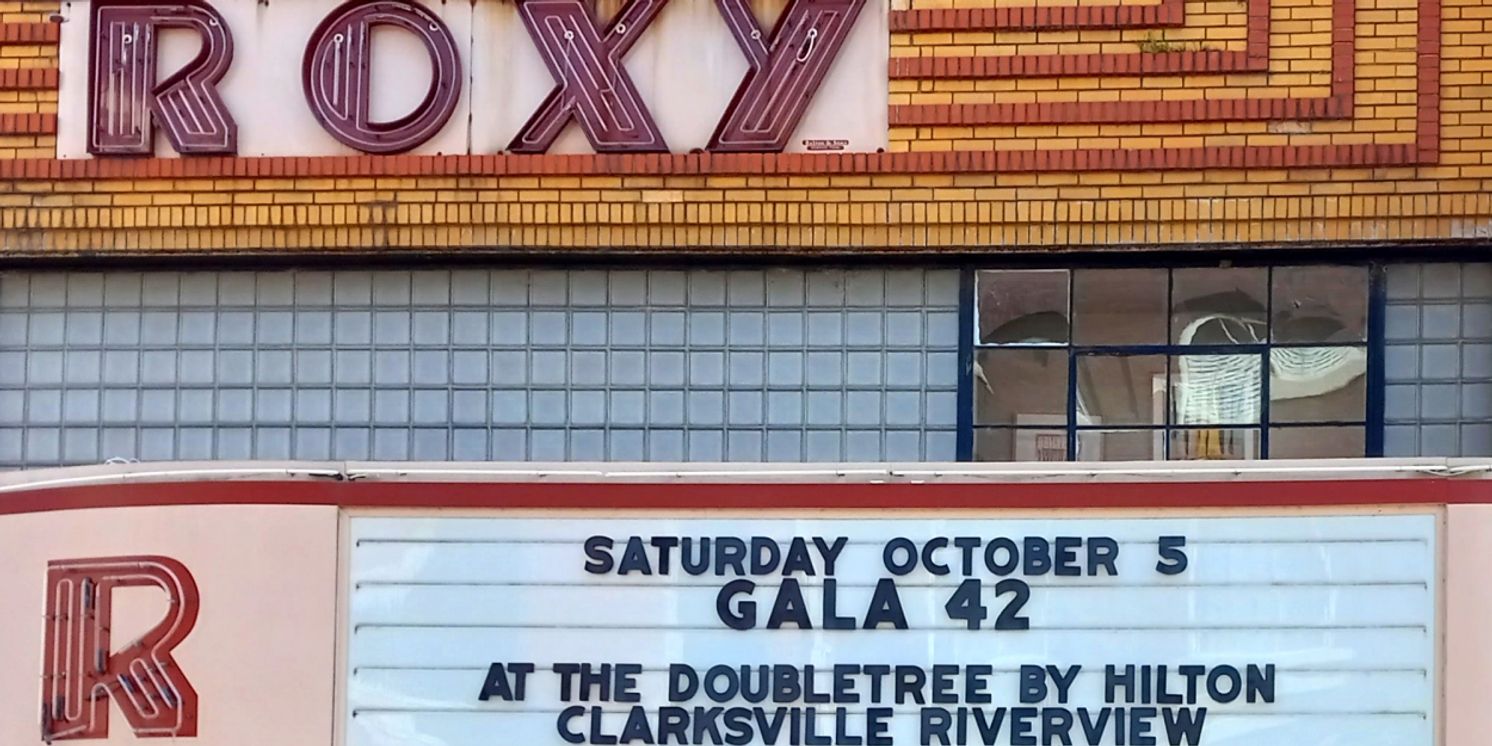 ROXY
R
SATURDAY OCTOBER 5
GALA 42
AT THE DOUBLETREE BY HILTON
CLARKSVILLE RIVERVIEW